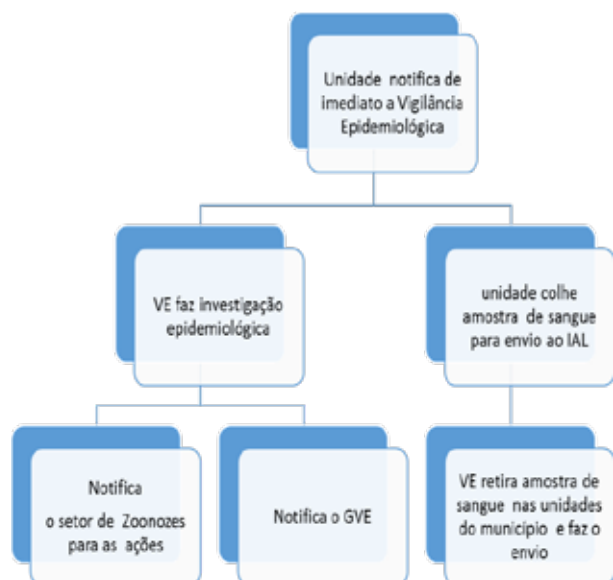 Unidade notifica de
imediato a Vigilância
Epidemiológica
VE faz investigação
epidemiológica
unidade colhe
amostra de sangue
para envio ao IAL
Notifica
o setor de Zoonozes
para as ações
Notifica o GVE
VE retira amostra de
sangue nas unidades
do município e faz o
envio